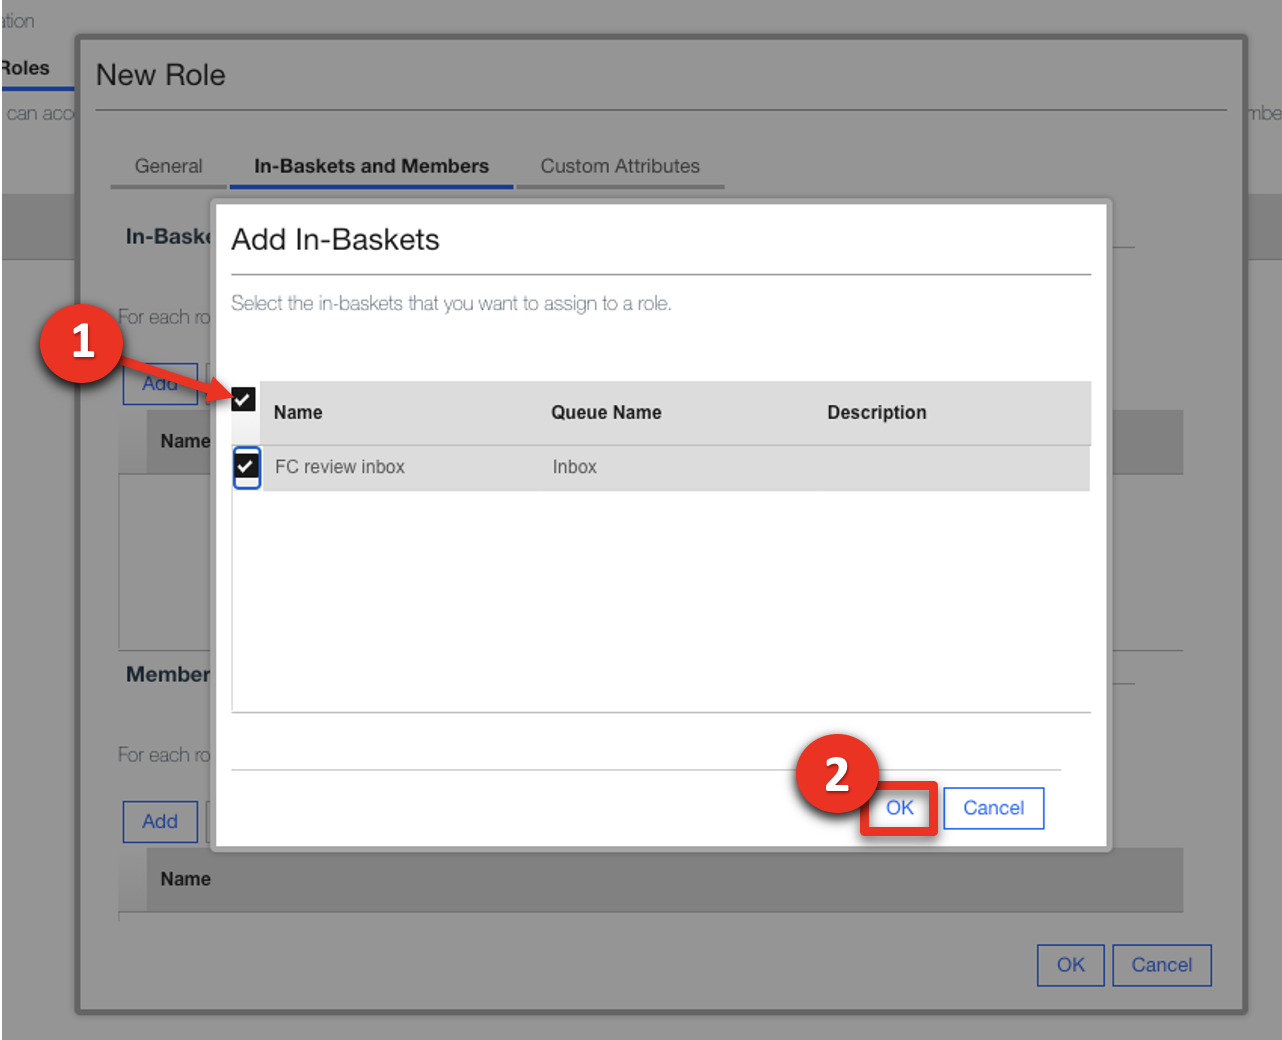 ation
Roles
New Role
can acco
mbe
General In-Baskets and Members Custom Attributes
In-Baske
Add In-Baskets
Select the in-baskets that you want to assign to a role.
For each ro
1
Add
Name Queue Name Description
Name
FC review inbox Inbox
Member
For each ro
2
OK Cancel
Add
Name
OK Cancel